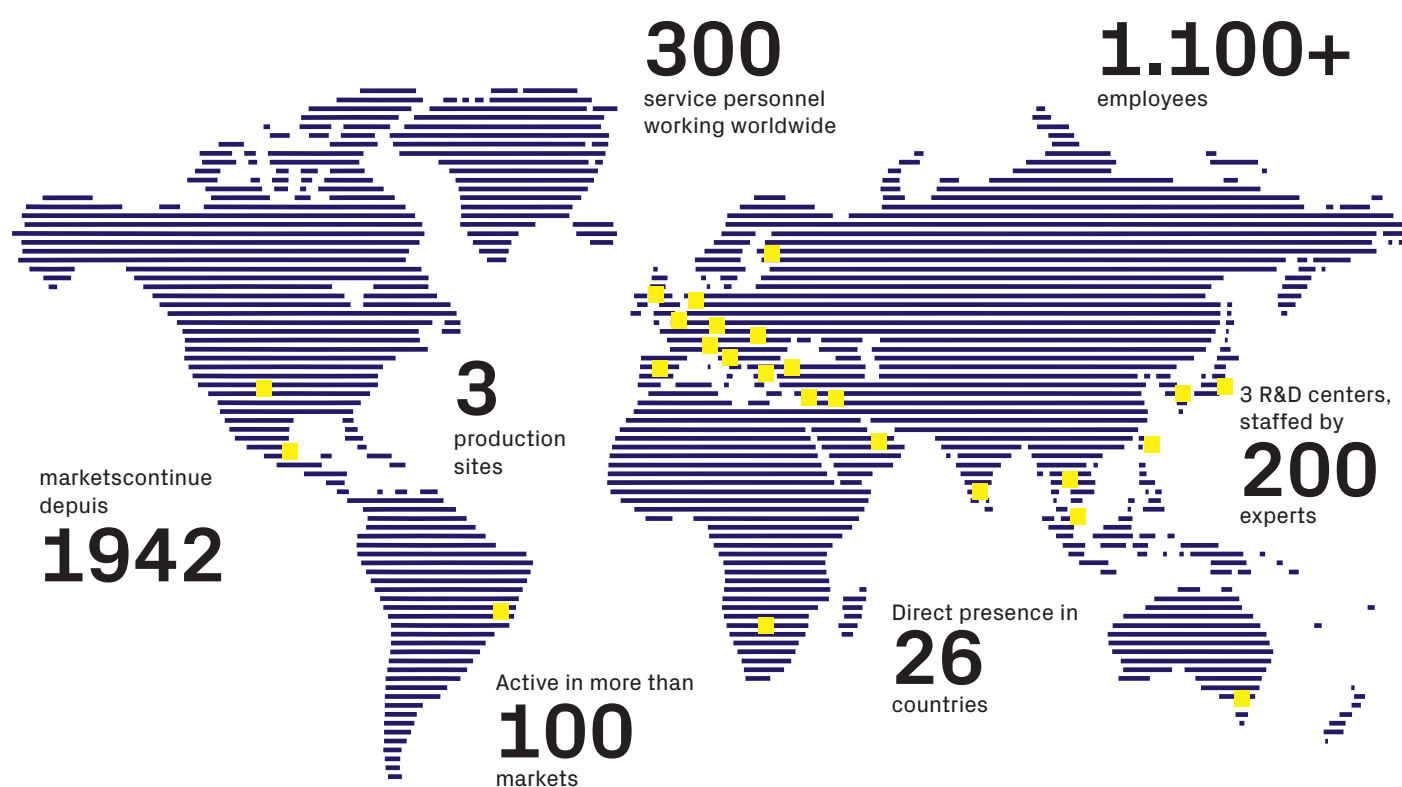 300
service personnel
working worldwide
1.100+
employees
3
production
sites
3 R&D centers,
staffed by
200
experts
marketscontinue
depuis
1942
Direct presence in
26
countries
Active in more than
100
markets